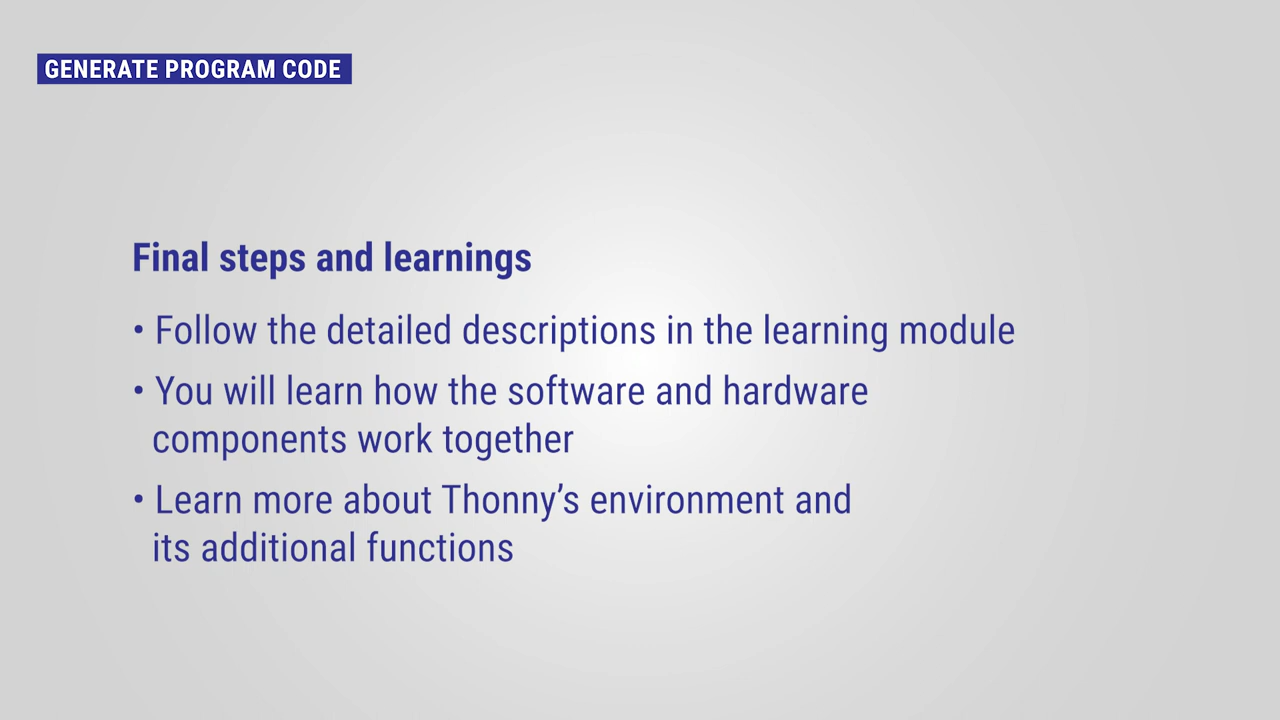 GENERATE PROGRAM CODE
Final steps and learnings
• Follow the detailed descriptions in the learning module
• You will learn how the software and hardware
components work together
• Learn more about Thonny’s environment and
its additional functions